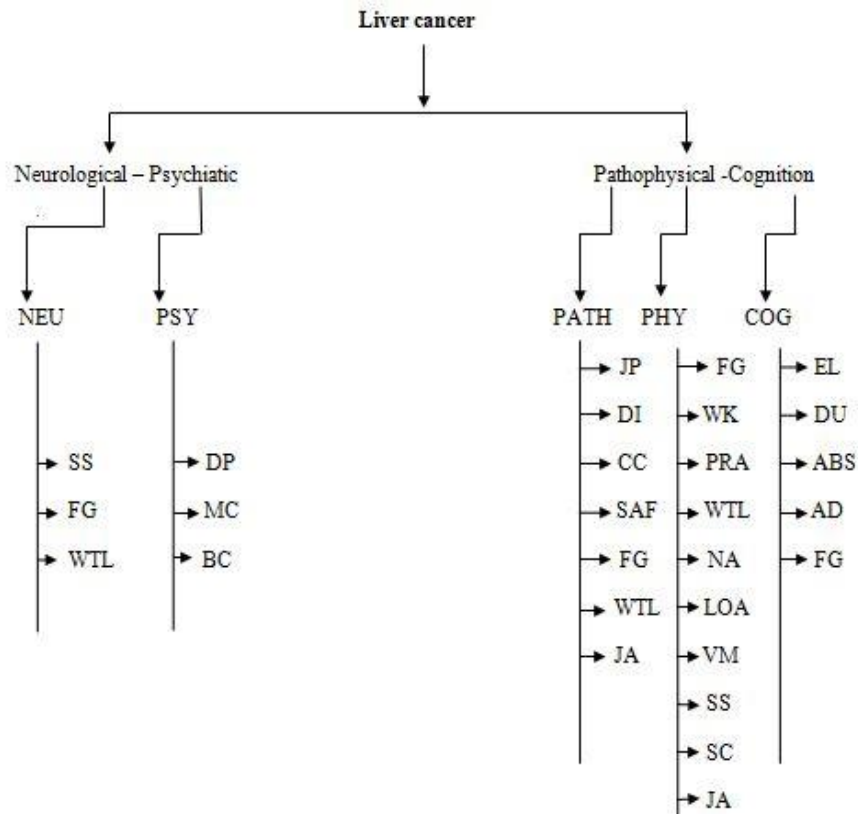 Liver cancer
Neurological – Psychiatic
Pathophysical -Cognition
NEU
PSY
PATH
PHY
COG
SS
FG
WTL
DP
MC
BC
JP
DI
CC
SAF
FG
WTL
JA
FG
WK
PRA
WTL
NA
LOA
VM
SS
SC
JA
EL
DU
ABS
AD
FG